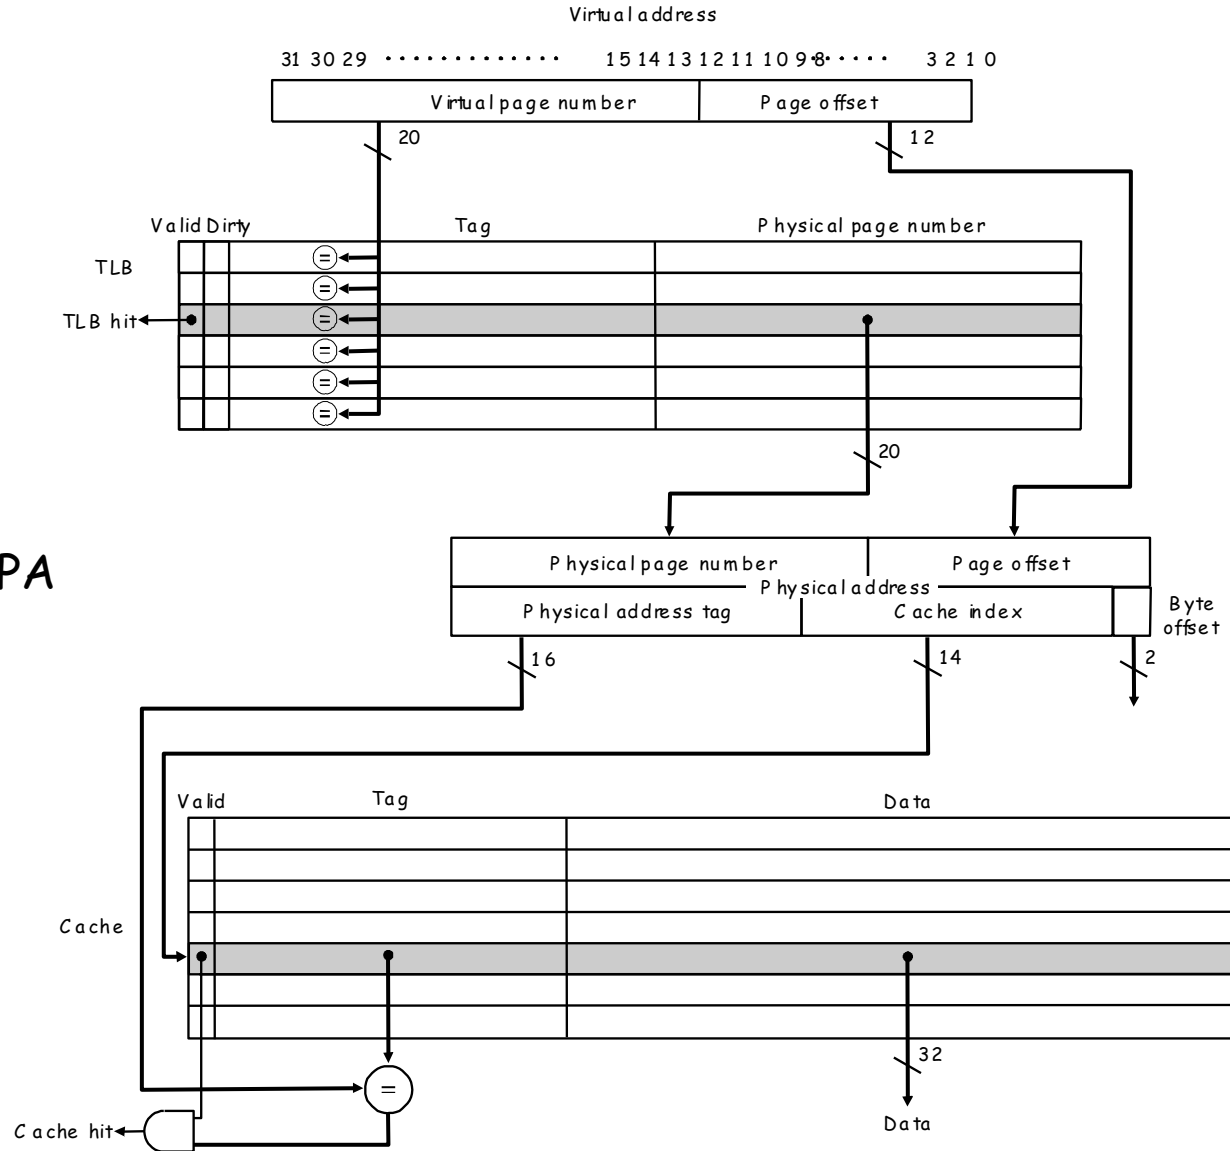 Virtual address
31 30 29 ············· 15 14 13 12 11 10 9 8 ····· 3 2 1 0
Virtual page number Page offset
20 12
Valid Dirty Tag Physical page number
TLB
=
=
TLB hit =
=
=
=
20
PA
Physical page number Page offset
Physical address
Physical address tag Cache index Byte offset
16 14 2
Valid Tag Data
Cache
32
=
Data
Cache hit